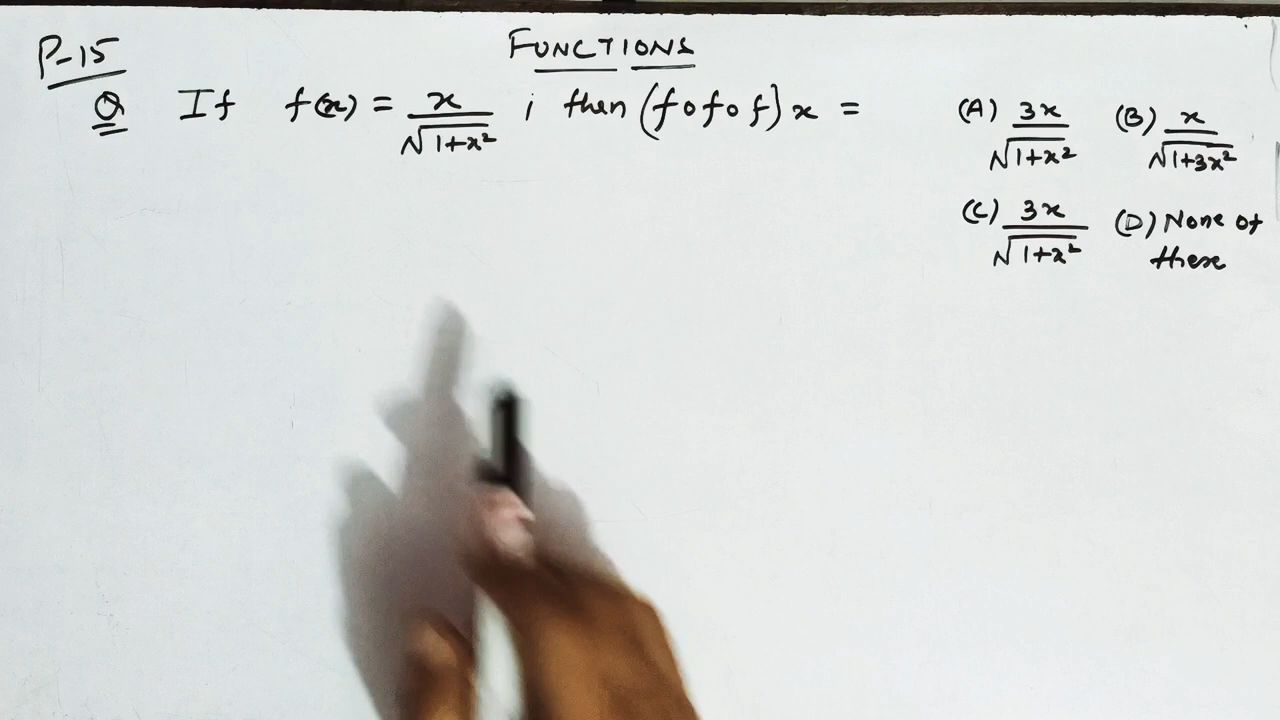 P-15
FUNCTIONS
Q If f(x) = x/√1+x² ; then (fofof)x =
(A) 3x/√1+x² (B) x/√1+3x²
(C) 3x/√1+x² (D) None of these